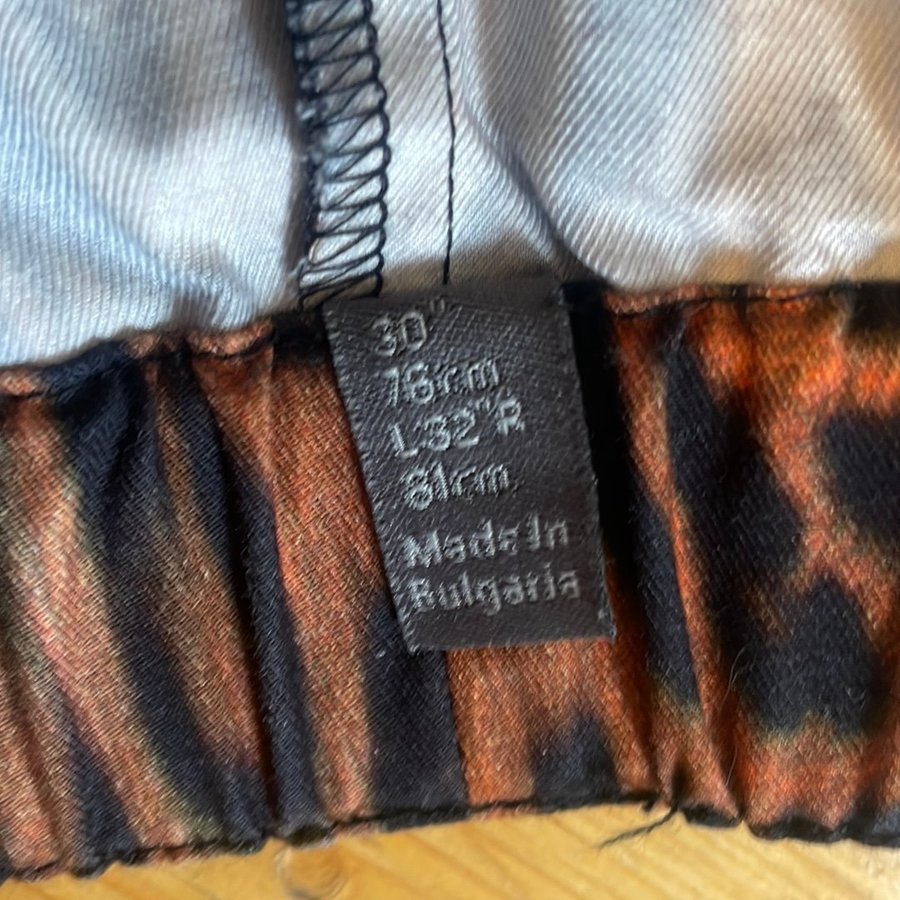 30"
76cm
L32"R
81cm
Made In
Bulgaria